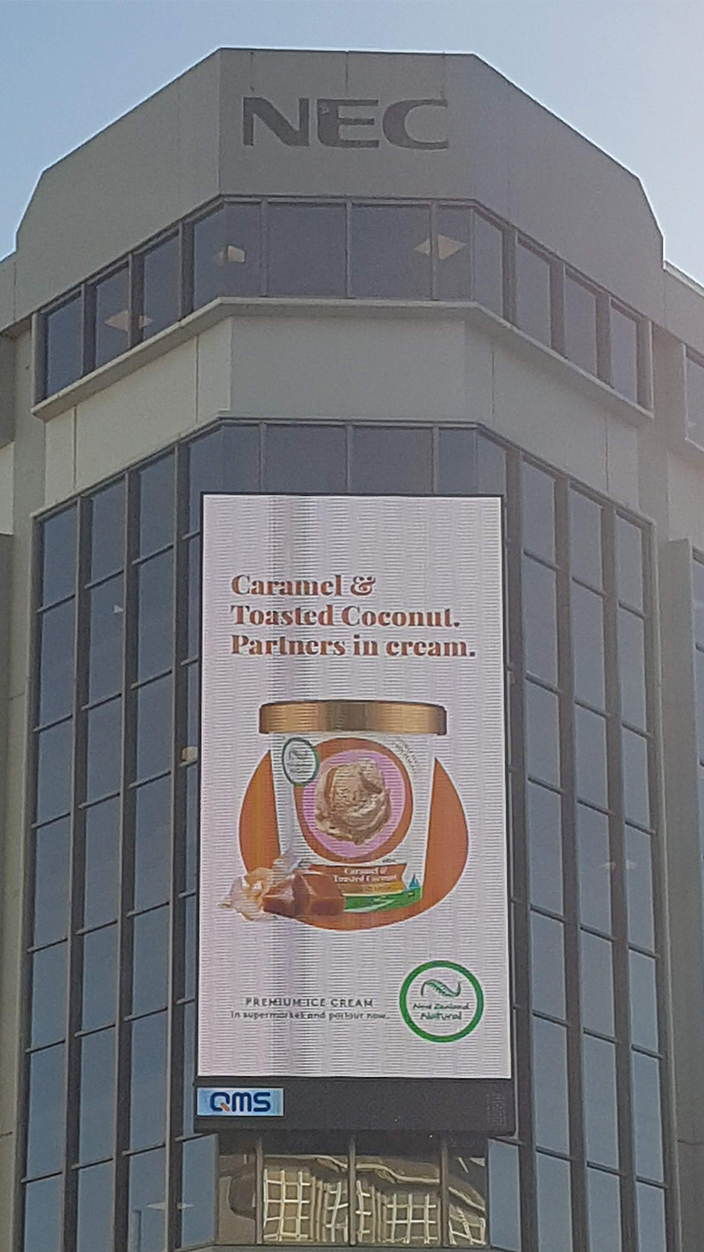 NEC
Caramel &
Toasted Coconut.
Partners in cream.
Caramel &
Toasted Coconut
PREMIUM ICE CREAM
In supermarket and parlour now.
New Zealand
Natural
QMS